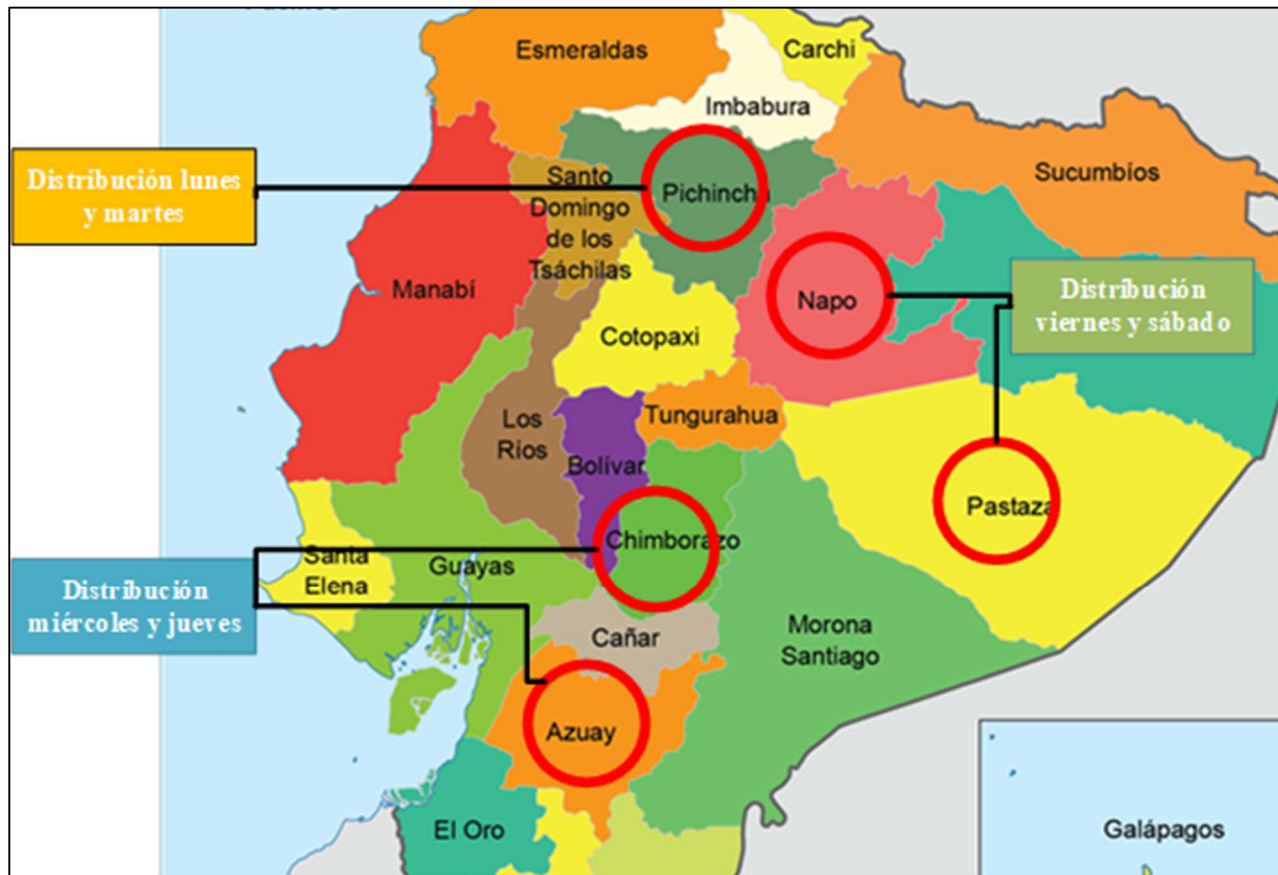 Esmeraldas
Carchi
Imbabura
Sucumbíos
Distribución lunes
y martes
Santo
Domingo
de los
Tsáchilas
Pichincha
Manabí
Napo
Distribución
viernes y sábado
Cotopaxi
Los
Ríos
Tungurahua
Bolívar
Pastaza
Chimborazo
Santa
Elena
Guayas
Distribución
miércoles y jueves
Cañar
Morona
Santiago
Azuay
El Oro
Galápagos